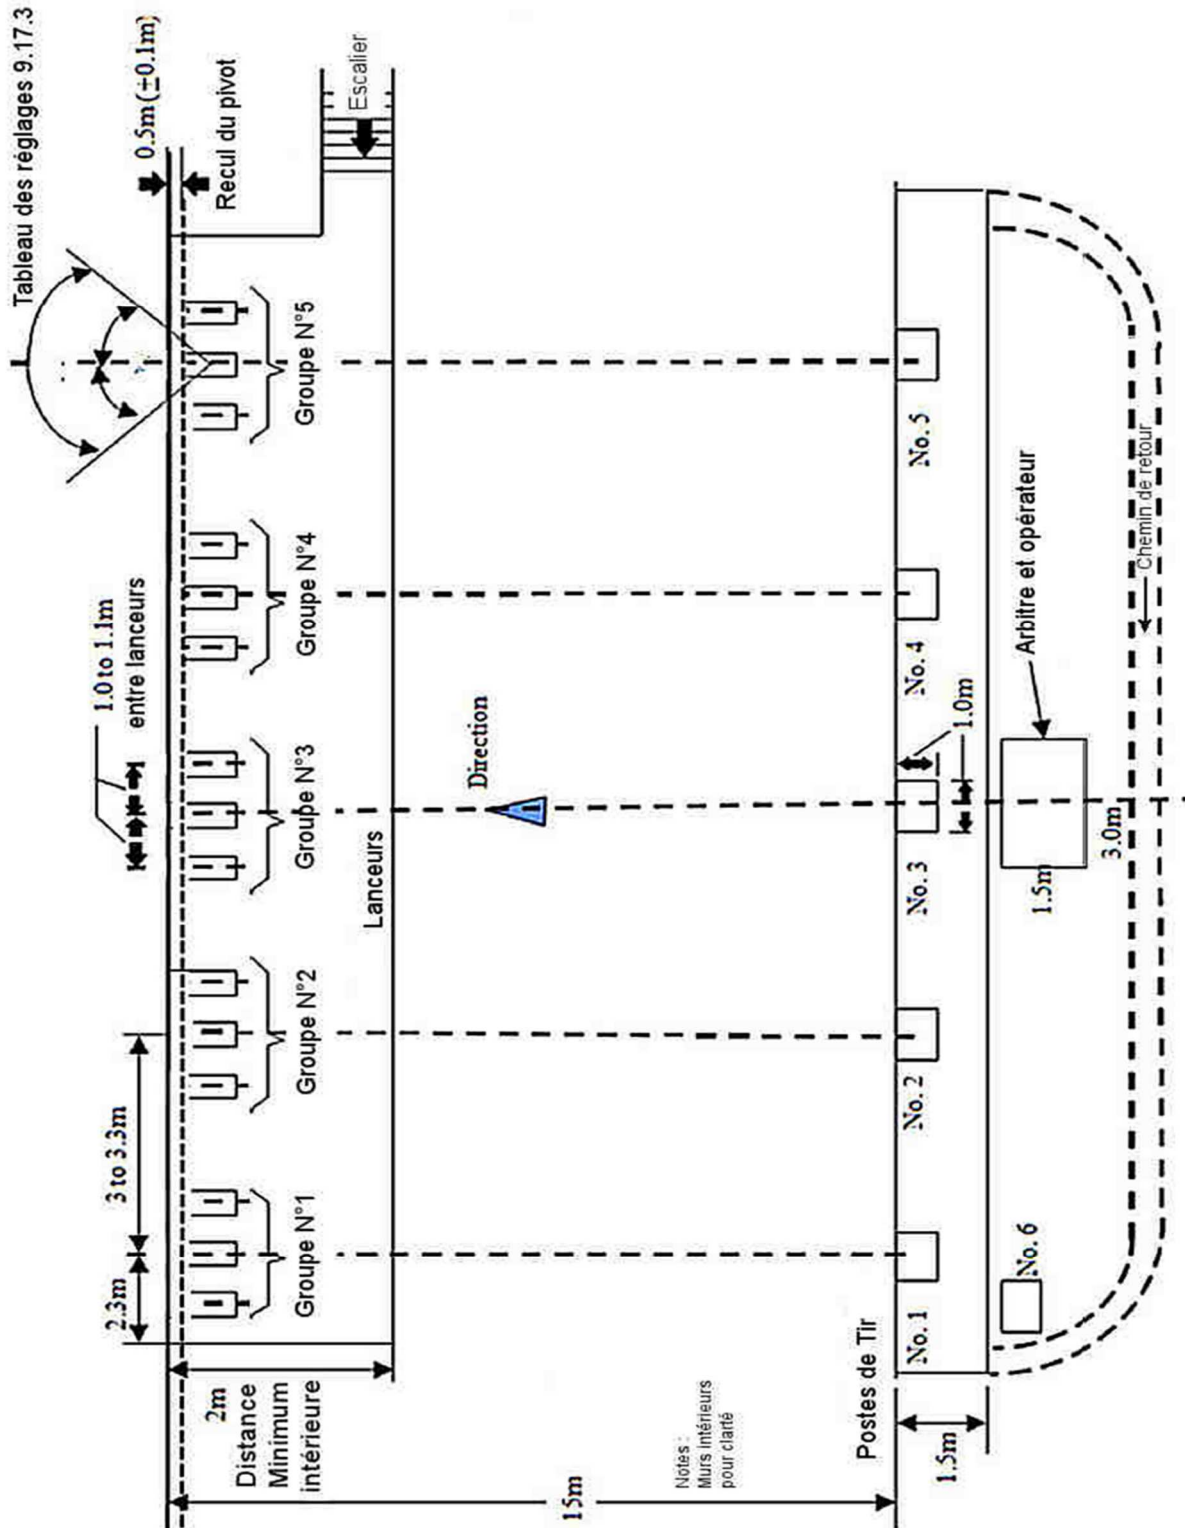 Tableau des réglages 9.17.3
0.5m (±0.1m)
Recul du pivot
Escalier
1.0 to 1.1m
entre lanceurs
3 to 3.3m
2.3m
Groupe N°1
Groupe N°2
Groupe N°3
Groupe N°4
Groupe N°5
2m
Distance
Minimum
intérieure
Lanceurs
Direction
15m
Notes :
Murs intérieurs
pour clarté
Postes de Tir
No. 1
No. 2
No. 3
No. 4
No. 5
1.0m
1.5m
No. 6
1.5m
3.0m
Arbitre et opérateur
Chemin de retour